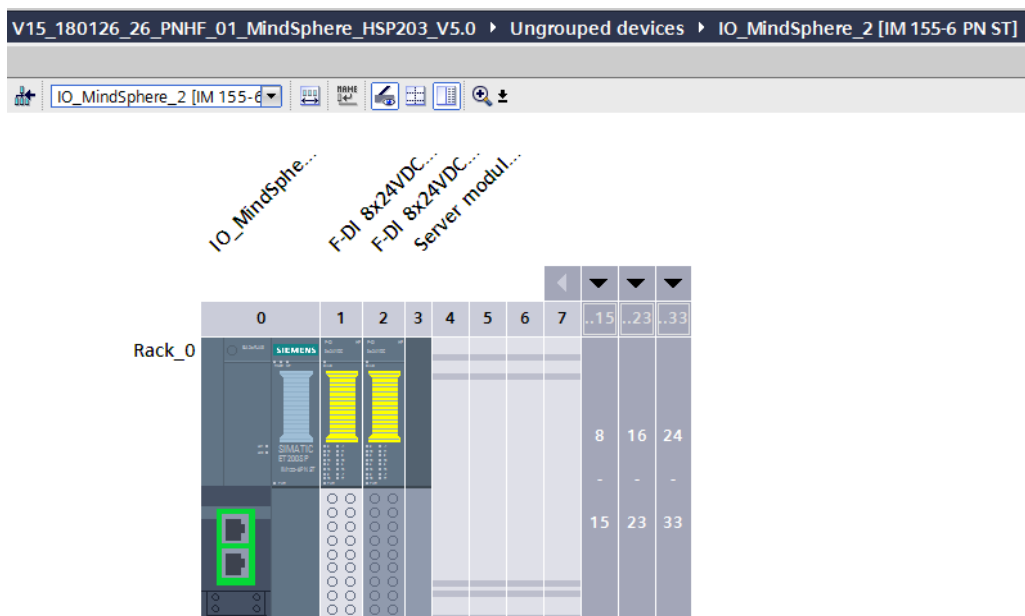 V15_180126_26_PNHF_01_MindSphere_HSP203_V5.0 ▸ Ungrouped devices ▸ IO_MindSphere_2 [IM 155-6 PN ST]
IO_MindSphere_2 [IM 155-6
NAME
IO_MindSphe...
F-DI 8x24VDC...
F-DI 8x24VDC...
Server modul...
0 1 2 3 4 5 6 7 ..15 ..23 ..33
Rack_0
SIEMENS
8 16 24
SIMATIC
ET 200SP
- - -
15 23 33